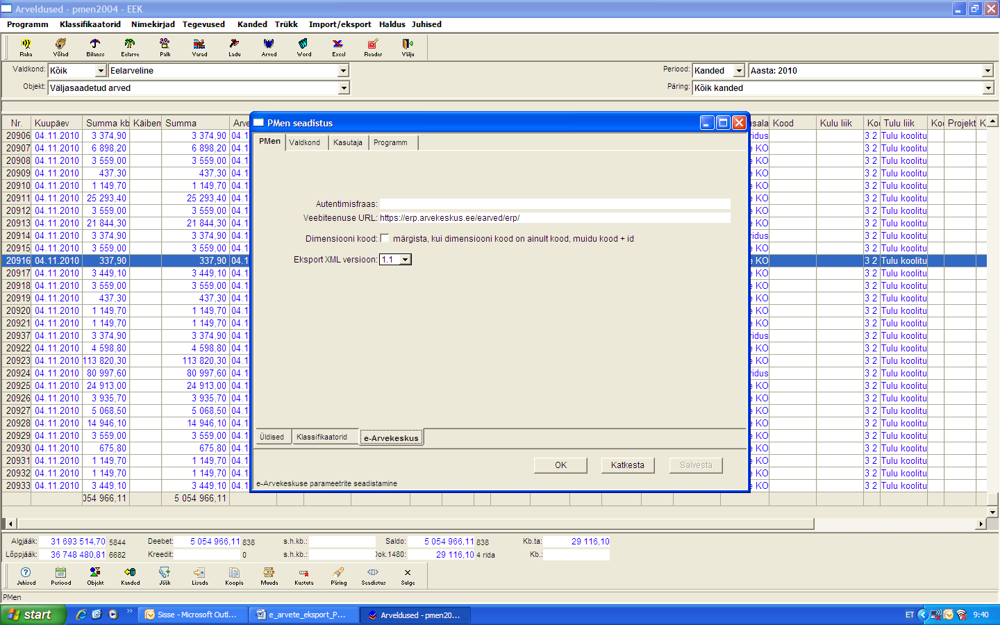 Arveldused - pmen2004 - EEK
Programm Klassifikaatorid Nimekirjad Tegevused Kanded Trükk Import/eksport Haldus Juhised
Raha Võlad Bilanss Eelarve Palk Varad Ladu Arved Word Excel Reader Välju
Valdkond: Kõik Eelarveline Periood: Kanded Aasta: 2010
Objekt: Väljasaadetud arved Päring: Kõik kanded
Nr. Kuupäev Summa kb Käibem Summa Arve usala Kood Kulu liik Koo Tulu liik Koo Projekt K
20906 04.11.2010 3 374,90 3 374,90 04.1 ridus 3 2 Tulu koolitu
20907 04.11.2010 6 898,20 6 898,20 04.1 e KO 3 2 Tulu koolitu
20908 04.11.2010 3 559,00 3 559,00 04.1 e KO 3 2 Tulu koolitu
20909 04.11.2010 437,30 437,30 04.1 e KO 3 2 Tulu koolitu
20910 04.11.2010 1 149,70 1 149,70 04.1 e KO 3 2 Tulu koolitu
20911 04.11.2010 25 293,40 25 293,40 04.1 e KO 3 2 Tulu koolitu
20912 04.11.2010 3 559,00 3 559,00 04.1 e KO 3 2 Tulu koolitu
20913 04.11.2010 21 844,30 21 844,30 04.1 e KO 3 2 Tulu koolitu
20914 04.11.2010 3 374,90 3 374,90 04.1 ridus 3 2 Tulu koolitu
20915 04.11.2010 3 559,00 3 559,00 04.1 e KO 3 2 Tulu koolitu
20916 04.11.2010 337,90 337,90 04.1 e KO 3 2 Tulu koolitu
20917 04.11.2010 3 449,10 3 449,10 04.1 e KO 3 2 Tulu koolitu
20918 04.11.2010 3 559,00 3 559,00 04.1 e KO 3 2 Tulu koolitu
20919 04.11.2010 437,30 437,30 04.1 e KO 3 2 Tulu koolitu
20920 04.11.2010 1 149,70 1 149,70 04.1 e KO 3 2 Tulu koolitu
20921 04.11.2010 1 149,70 1 149,70 04.1 e KO 3 2 Tulu koolitu
20937 04.11.2010 3 374,90 3 374,90 04.1 ridus 3 2 Tulu koolitu
20922 04.11.2010 4 598,80 4 598,80 04.1 e KO 3 2 Tulu koolitu
20923 04.11.2010 113 820,30 113 820,30 04.1 e KO 3 2 Tulu koolitu
20924 04.11.2010 80 997,60 80 997,60 04.1 ridus 3 2 Tulu koolitu
20925 04.11.2010 24 913,00 24 913,00 04.1 e KO 3 2 Tulu koolitu
20926 04.11.2010 3 935,70 3 935,70 04.1 e KO 3 2 Tulu koolitu
20927 04.11.2010 5 068,50 5 068,50 04.1 e KO 3 2 Tulu koolitu
20928 04.11.2010 14 946,10 14 946,10 04.1 e KO 3 2 Tulu koolitu
20929 04.11.2010 3 559,00 3 559,00 04.1 e KO 3 2 Tulu koolitu
20930 04.11.2010 675,80 675,80 04.1 e KO 3 2 Tulu koolitu
20931 04.11.2010 1 149,70 1 149,70 04.1 e KO 3 2 Tulu koolitu
20932 04.11.2010 1 149,70 1 149,70 04.1 e KO 3 2 Tulu koolitu
20933 04.11.2010 3 449,10 3 449,10 04.1 e KO 3 2 Tulu koolitu
054 966,11 5 054 966,11
PMen seadistus
PMen Valdkond Kasutaja Programm
Autentimisfraas:
Veebiteenuse URL: https://erp.arvekeskus.ee/earved/erp/
Dimensiooni kood: märgista, kui dimensiooni kood on ainult kood, muidu kood + id
Eksport XML versioon: 1.1
Üldised Klassifikaatorid e-Arvekeskus
OK Katkesta Salvesta
e-Arvekeskuse parameetrite seadistamine
Algjääk: 31 693 514,70 5844 Deebet: 5 054 966,11 838 s.h.kb.: Saldo: 5 054 966,11 838 Kb.ta: 29 116,10
Lõppjääk: 36 748 480,81 6682 Kreedit: 0 s.h.kb.: Dok.1480: 29 116,10 4 rida Kb.:
Juhised Periood Objekt Kanded Jääk Lisada Koopia Muuda Kustuta Päring Seadistus Sulge
PMen
start Sisse - Microsoft Outl... e_arvete_eksport_P... Arveldused - pmen20... ET 9:40